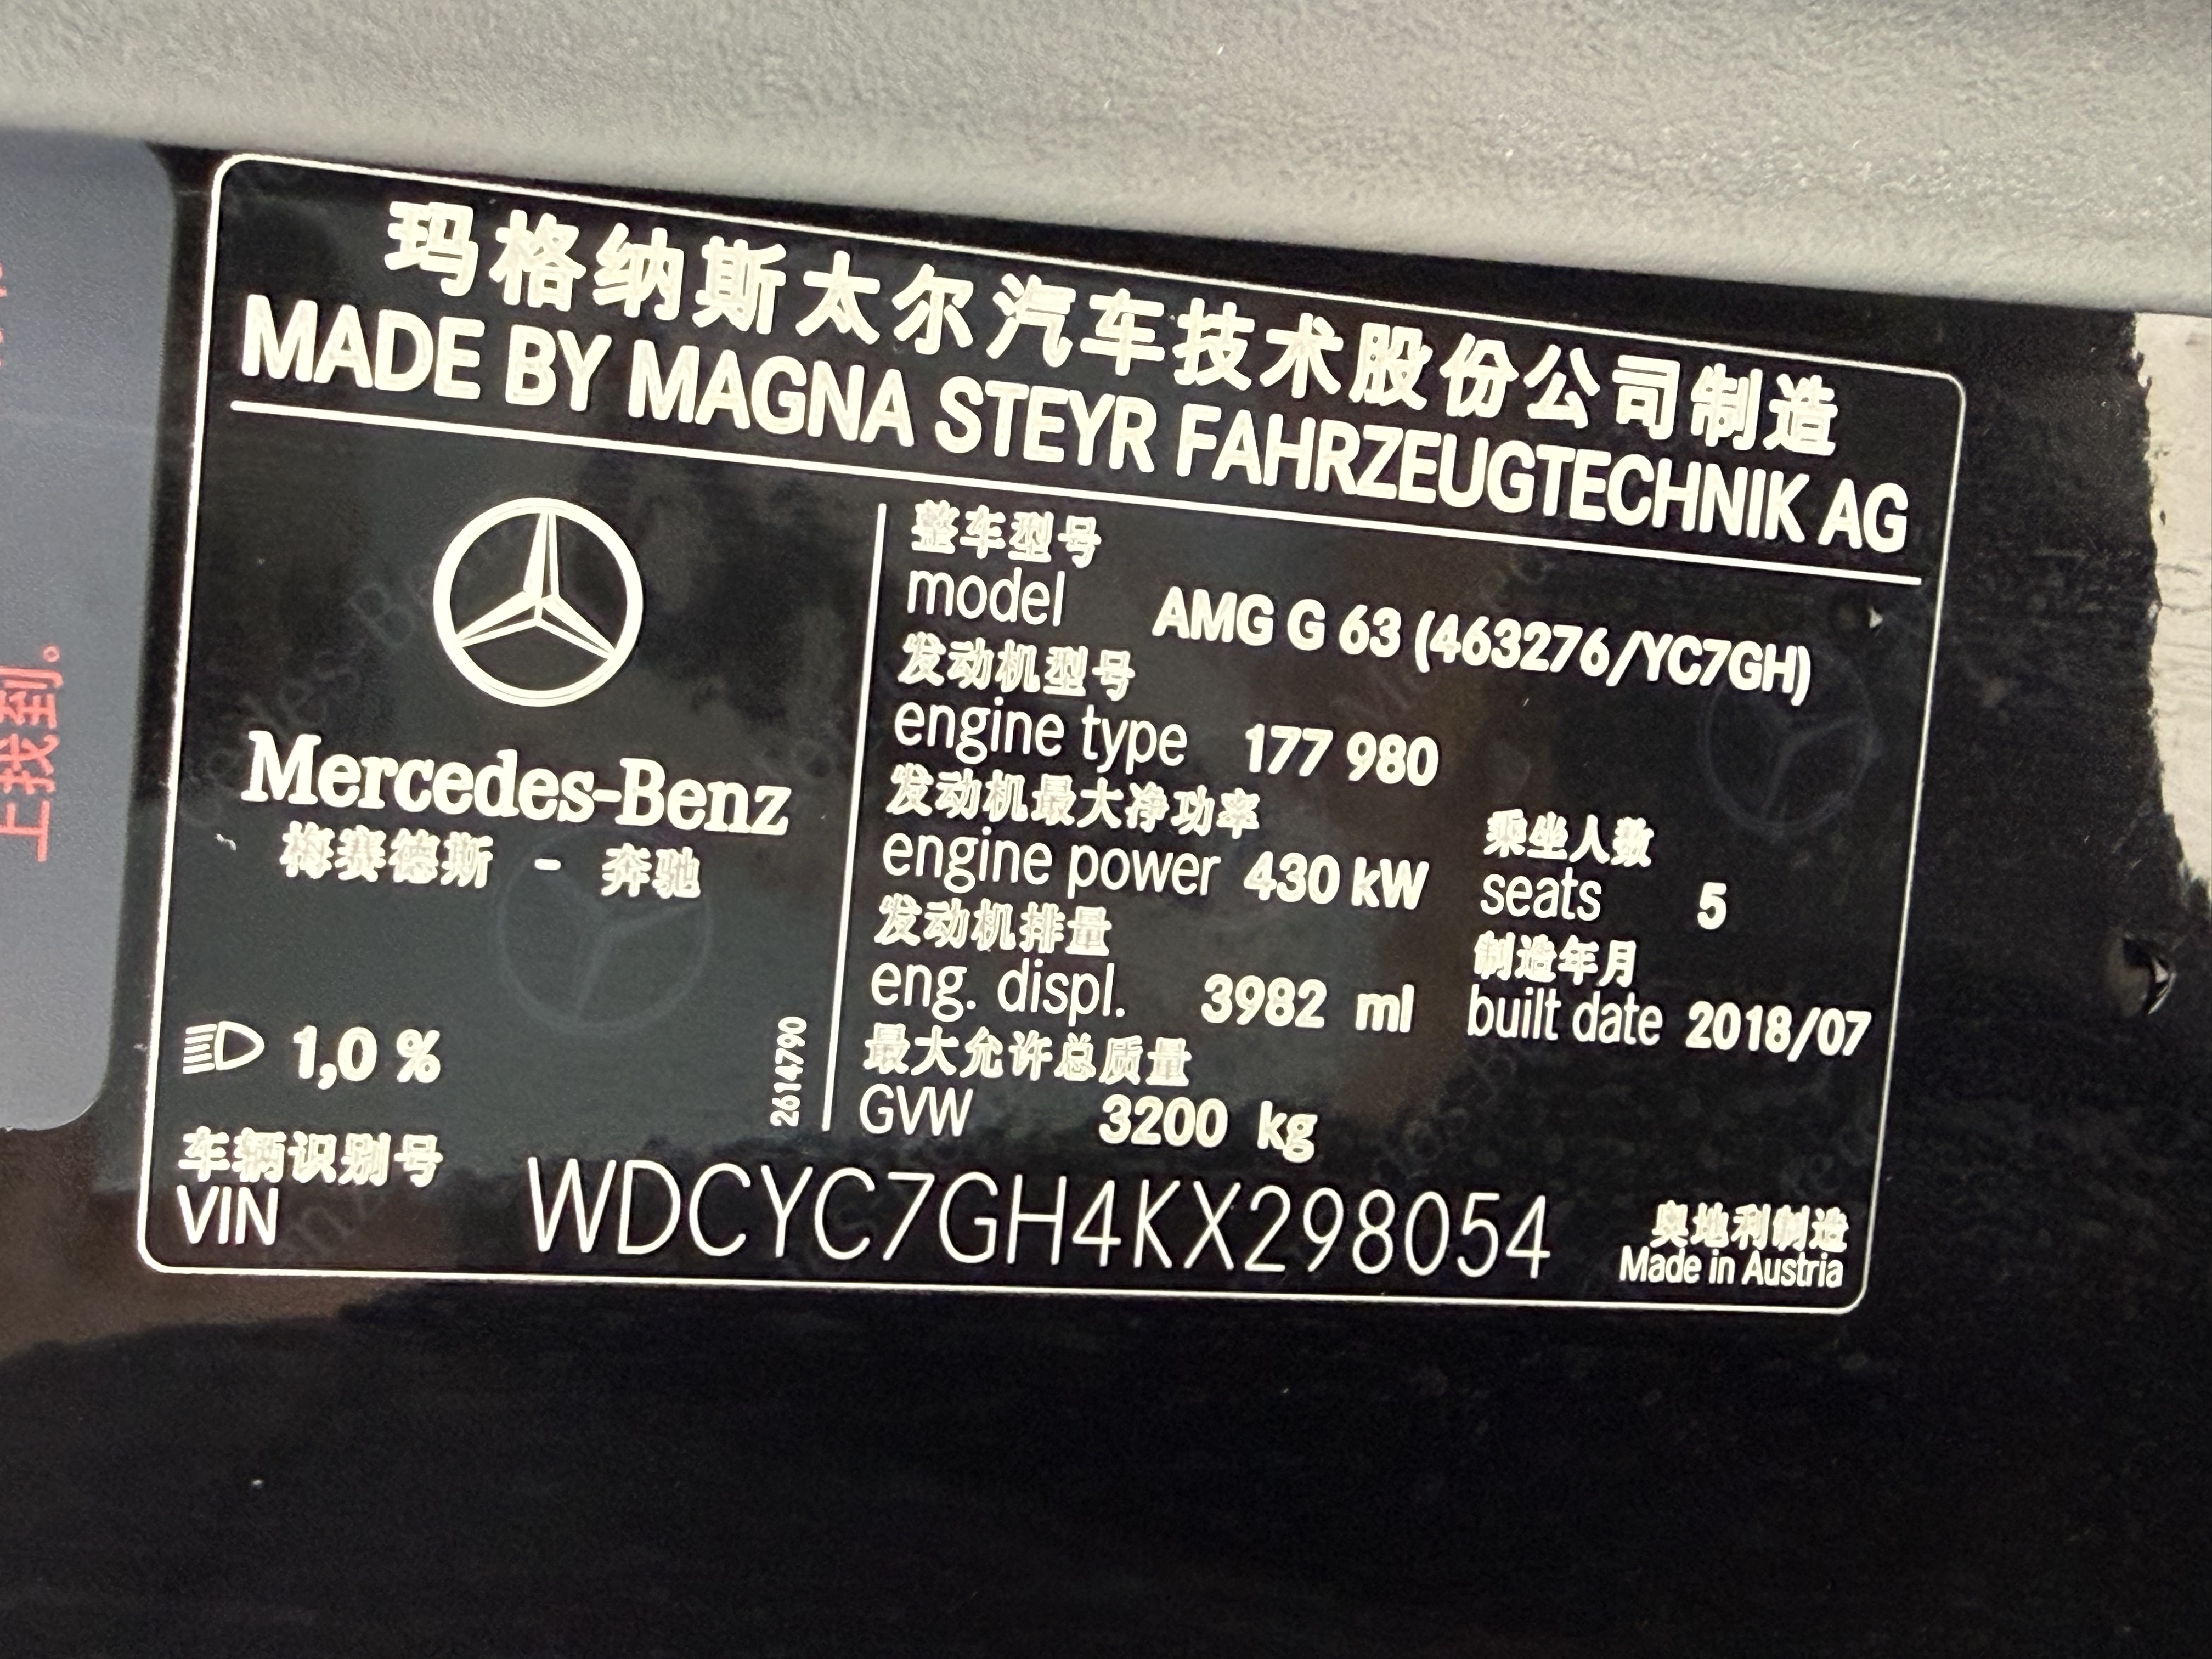 玛格纳斯太尔汽车技术股份公司制造
MADE BY MAGNA STEYR FAHRZEUGTECHNIK AG
Mercedes-Benz
梅赛德斯 - 奔驰
1,0 %
2614790
整车型号
model AMG G 63 (463276/YC7GH)
发动机型号
engine type 177 980
发动机最大净功率
engine power 430 kW
乘坐人数
seats 5
发动机排量
eng. displ. 3982 ml
制造年月
built date 2018/07
最大允许总质量
GVW 3200 kg
车辆识别号
VIN WDCYC7GH4KX298054
奥地利制造
Made in Austria
上找到。